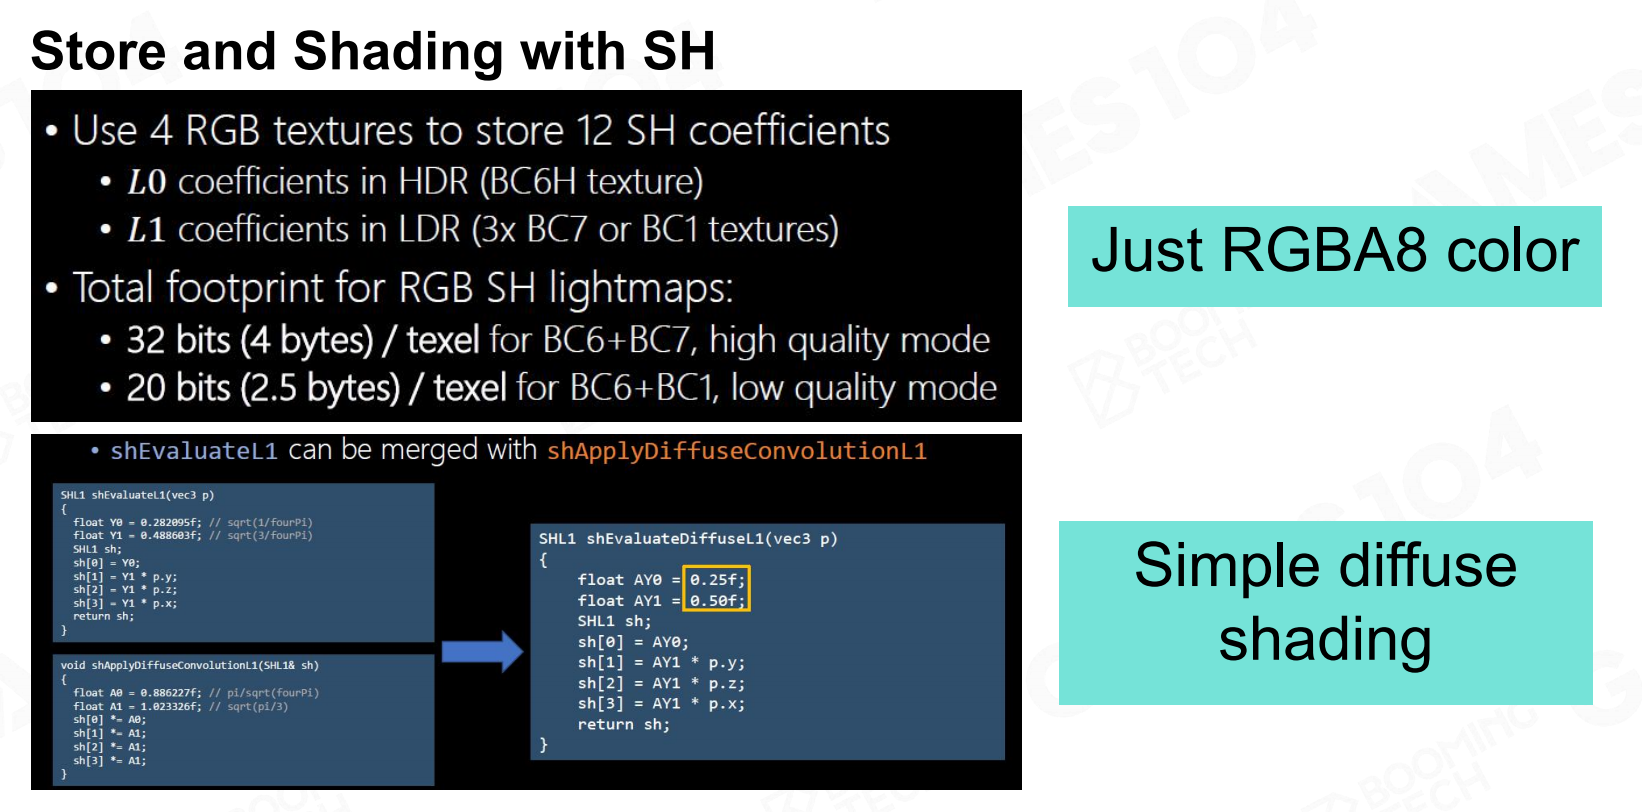 Store and Shading with SH
• Use 4 RGB textures to store 12 SH coefficients
• L0 coefficients in HDR (BC6H texture)
• L1 coefficients in LDR (3x BC7 or BC1 textures)
• Total footprint for RGB SH lightmaps:
• 32 bits (4 bytes) / texel for BC6+BC7, high quality mode
• 20 bits (2.5 bytes) / texel for BC6+BC1, low quality mode
Just RGBA8 color
• shEvaluateL1 can be merged with shApplyDiffuseConvolutionL1
SHL1 shEvaluateL1(vec3 p)
{
float Y0 = 0.282095f; // sqrt(1/fourPi)
float Y1 = 0.488603f; // sqrt(3/fourPi)
SHL1 sh;
sh[0] = Y0;
sh[1] = Y1 * p.y;
sh[2] = Y1 * p.z;
sh[3] = Y1 * p.x;
return sh;
}
void shApplyDiffuseConvolutionL1(SHL1& sh)
{
float A0 = 0.886227f; // pi/sqrt(fourPi)
float A1 = 1.023326f; // sqrt(pi/3)
sh[0] *= A0;
sh[1] *= A1;
sh[2] *= A1;
sh[3] *= A1;
}
SHL1 shEvaluateDiffuseL1(vec3 p)
{
float AY0 = 0.25f;
float AY1 = 0.50f;
SHL1 sh;
sh[0] = AY0;
sh[1] = AY1 * p.y;
sh[2] = AY1 * p.z;
sh[3] = AY1 * p.x;
return sh;
}
Simple diffuse
shading
BOOMING
TECH